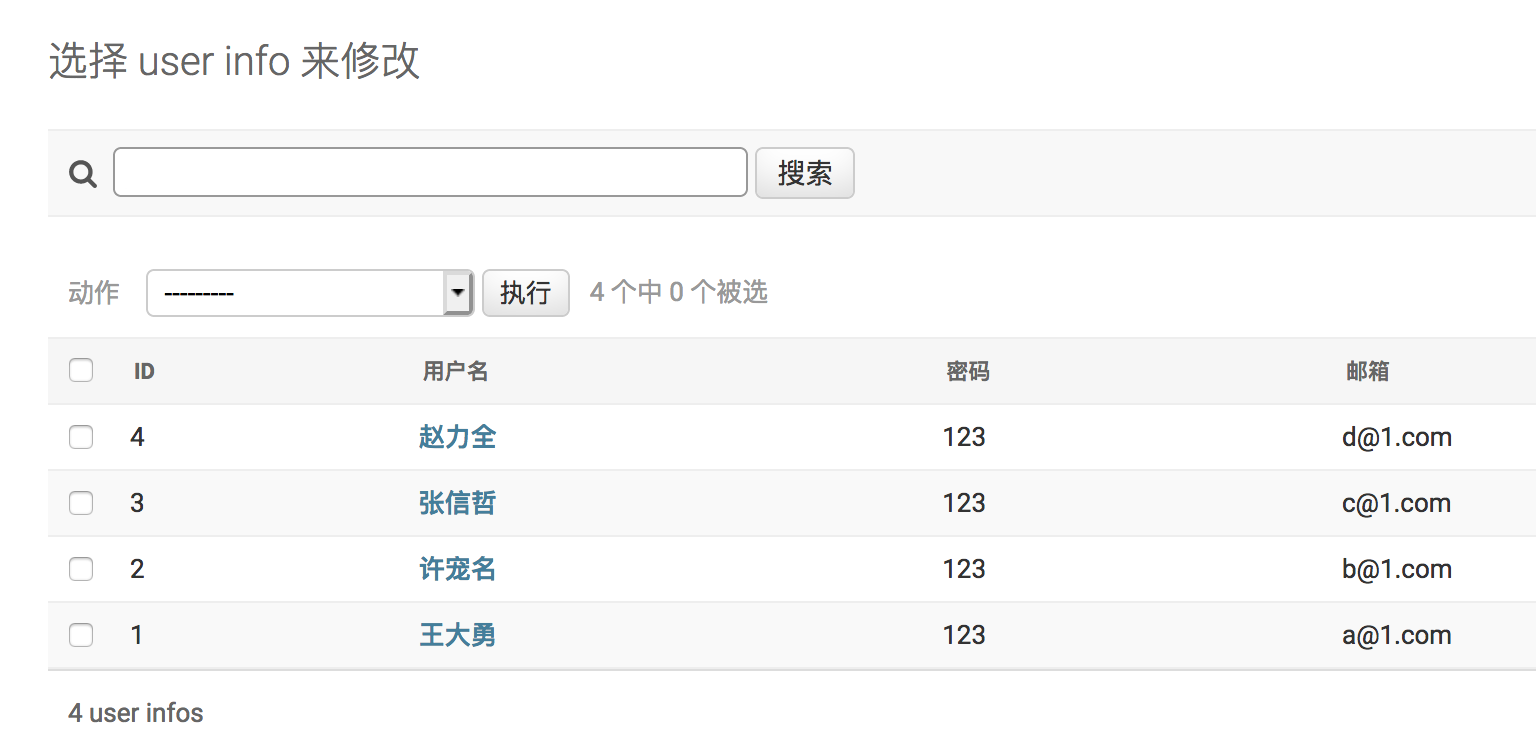 选择 user info 来修改
搜索
动作 --------- 执行 4 个中 0 个被选
ID 用户名 密码 邮箱
4 赵力全 123 d@1.com
3 张信哲 123 c@1.com
2 许宠名 123 b@1.com
1 王大勇 123 a@1.com
4 user infos